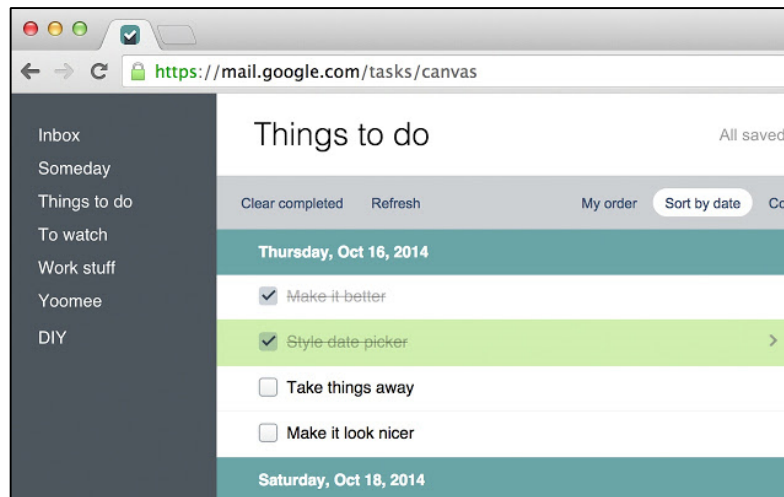 https://mail.google.com/tasks/canvas
Inbox
Someday
Things to do
To watch
Work stuff
Yoomee
DIY
Things to do
All saved
Clear completed Refresh My order Sort by date
Thursday, Oct 16, 2014
Make it better
Style date picker
Take things away
Make it look nicer
Saturday, Oct 18, 2014